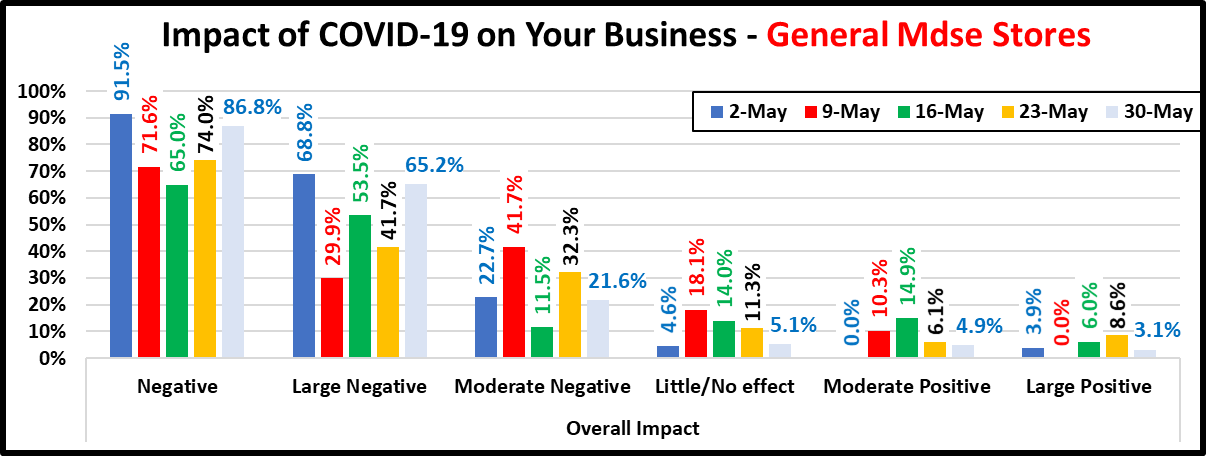 Impact of COVID-19 on Your Business - General Mdse Stores
2-May 9-May 16-May 23-May 30-May
100%
90%
80%
70%
60%
50%
40%
30%
20%
10%
0%
91.5% 71.6% 65.0% 74.0% 86.8%
68.8% 29.9% 53.5% 41.7% 65.2%
22.7% 41.7% 11.5% 32.3% 21.6%
4.6% 18.1% 14.0% 11.3% 5.1%
0.0% 10.3% 14.9% 6.1% 4.9%
3.9% 0.0% 6.0% 8.6% 3.1%
Negative Large Negative Moderate Negative Little/No effect Moderate Positive Large Positive
Overall Impact